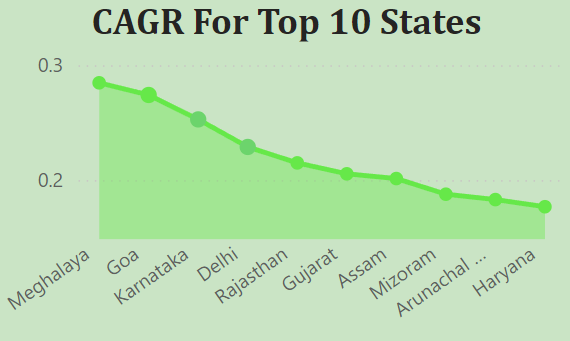 CAGR For Top 10 States
0.3
0.2
Meghalaya
Goa
Karnataka
Delhi
Rajasthan
Gujarat
Assam
Mizoram
Arunachal ...
Haryana